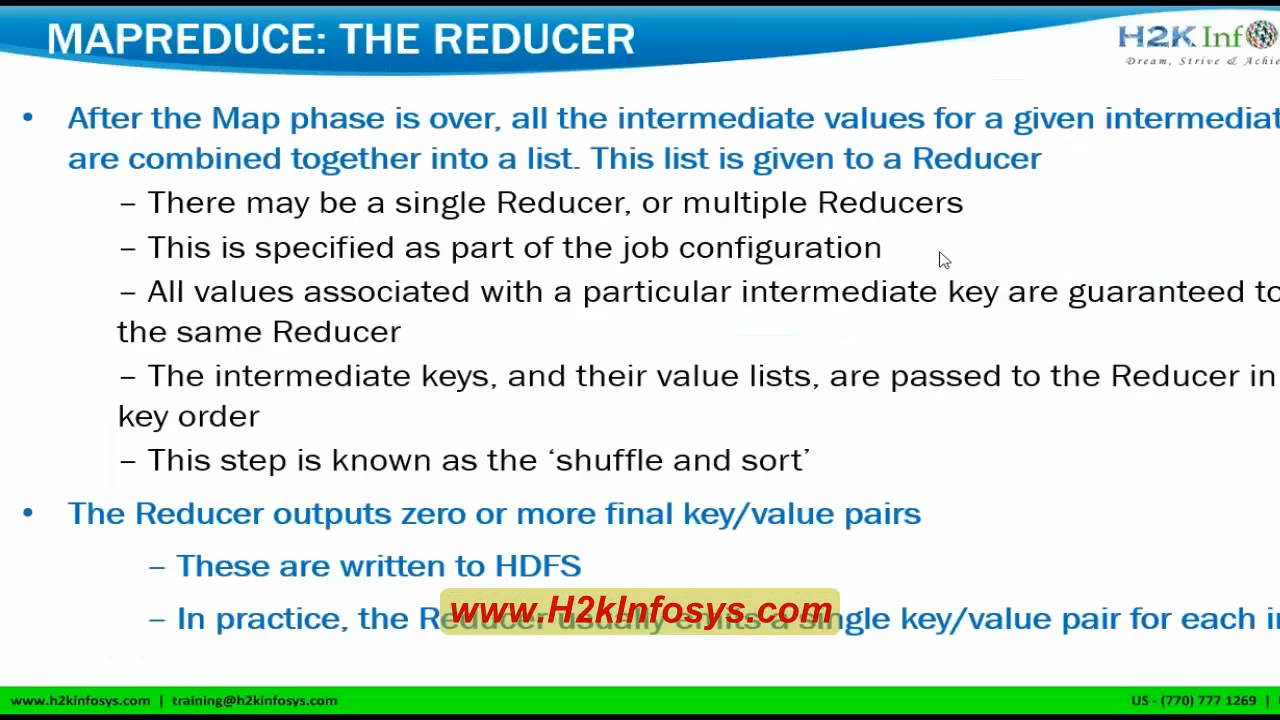 MAPREDUCE: THE REDUCER
H2K Inf
Dream, Strive & Achie
• After the Map phase is over, all the intermediate values for a given intermediat
are combined together into a list. This list is given to a Reducer
– There may be a single Reducer, or multiple Reducers
– This is specified as part of the job configuration
– All values associated with a particular intermediate key are guaranteed to
the same Reducer
– The intermediate keys, and their value lists, are passed to the Reducer in
key order
– This step is known as the ‘shuffle and sort’
• The Reducer outputs zero or more final key/value pairs
– These are written to HDFS
www.H2kInfosys.com
– In practice, the Reducer usually emits a single key/value pair for each in
www.h2kinfosys.com | training@h2kinfosys.com
US - (770) 777 1269 |